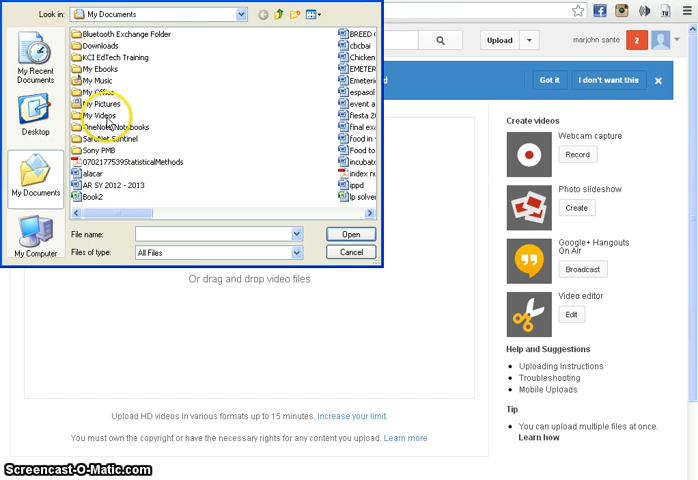 Look in:
My Documents
My Recent
Documents
Desktop
My Documents
My Computer
Bluetooth Exchange Folder
Downloads
KCI EdTech Training
My Ebooks
My Music
My Office
My Pictures
My Videos
OneNote Notebooks
SafeNet Sentinel
Sony PMB
07021775395StatisticalMethods
alacar
AR SY 2012 - 2013
Book2
BREED
cbcbai
Chicken
EMETER
Emeteri
espasol
event a
fiesta 2
final exa
food in
Food to
incubato
index nu
ippd
lp solve
File name:
Open
Files of type:
All Files
Cancel
Upload
marjohn sante
2
Got it
I don't want this
Or drag and drop video files
Upload HD videos in various formats up to 15 minutes. Increase your limit.
You must own the copyright or have the necessary rights for any content you upload. Learn more
Create videos
Webcam capture
Record
Photo slideshow
Create
Google+ Hangouts
On Air
Broadcast
Video editor
Edit
Help and Suggestions
Uploading Instructions
Troubleshooting
Mobile Uploads
Tip
You can upload multiple files at once.
Learn how
Screencast-O-Matic.com